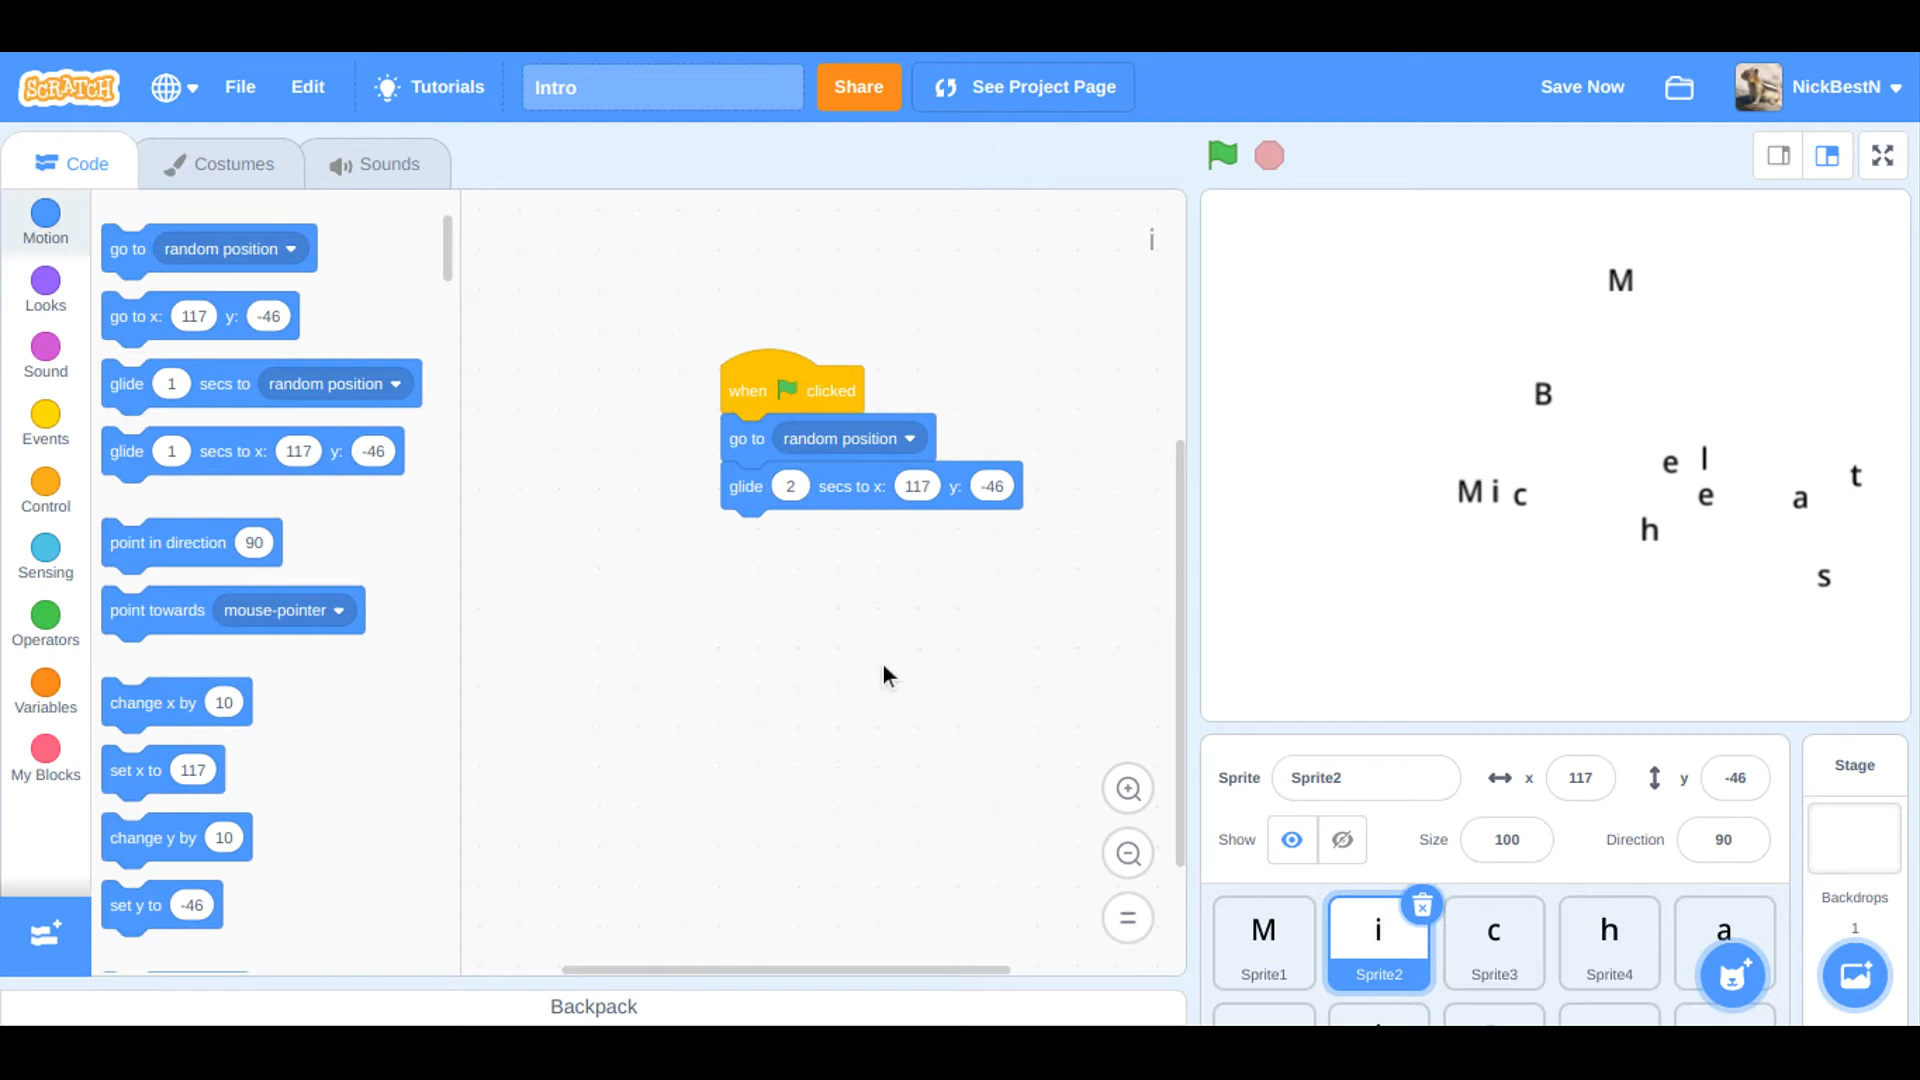 SCRATCH File Edit Tutorials Intro Share See Project Page Save Now NickBestN
Code Costumes Sounds
Motion
Looks
Sound
Events
Control
Sensing
Operators
Variables
My Blocks
go to random position
go to x: 117 y: -46
glide 1 secs to random position
glide 1 secs to x: 117 y: -46
point in direction 90
point towards mouse-pointer
change x by 10
set x to 117
change y by 10
set y to -46
i
when clicked
go to random position
glide 2 secs to x: 117 y: -46
Backpack
M
B
e l
M i c e a t
h
s
Sprite Sprite2 x 117 y -46
Show Size 100 Direction 90
M i c h a
Sprite1 Sprite2 Sprite3 Sprite4
Stage
Backdrops
1